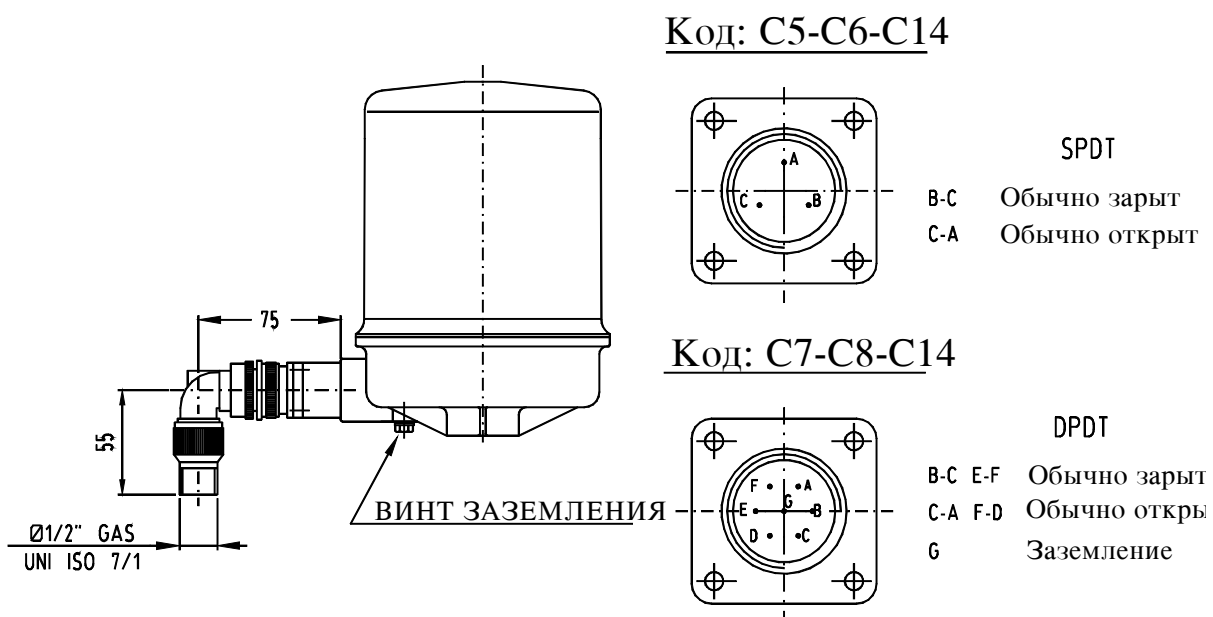 Код: C5-C6-C14
A
C
B
SPDT
B-C Обычно зарыт
C-A Обычно открыт
75
55
Ø1/2" GAS
UNI ISO 7/1
ВИНТ ЗАЗЕМЛЕНИЯ
Код: C7-C8-C14
F
A
G
E
B
D
C
DPDT
B-C E-F Обычно зарыт
C-A F-D Обычно откры
G Заземление